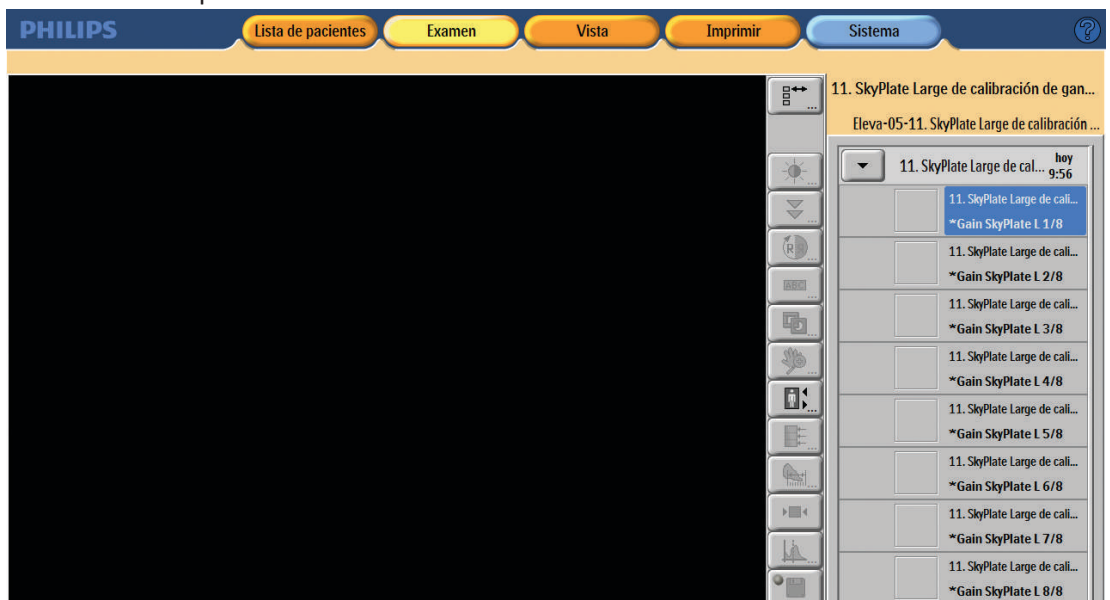 PHILIPS
Lista de pacientes
Examen
Vista
Imprimir
Sistema
?
11. SkyPlate Large de calibración de gan...
Eleva-05-11. SkyPlate Large de calibración ...
11. SkyPlate Large de cal... hoy 9:56
11. SkyPlate Large de cali...
*Gain SkyPlate L 1/8
11. SkyPlate Large de cali...
*Gain SkyPlate L 2/8
11. SkyPlate Large de cali...
*Gain SkyPlate L 3/8
11. SkyPlate Large de cali...
*Gain SkyPlate L 4/8
11. SkyPlate Large de cali...
*Gain SkyPlate L 5/8
11. SkyPlate Large de cali...
*Gain SkyPlate L 6/8
11. SkyPlate Large de cali...
*Gain SkyPlate L 7/8
11. SkyPlate Large de cali...
*Gain SkyPlate L 8/8
ABC